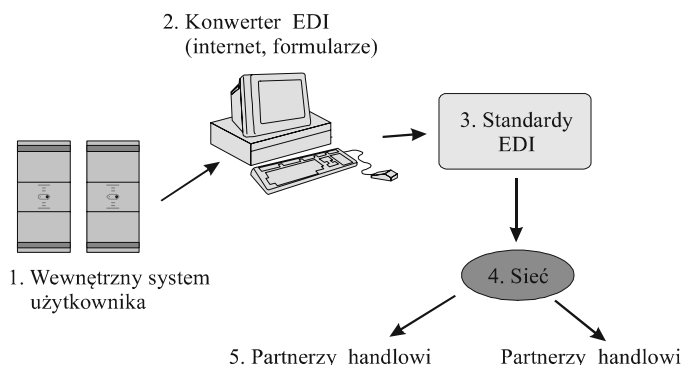 2. Konwerter EDI
(internet, formularze)
3. Standardy
EDI
1. Wewnętrzny system
użytkownika
4. Sieć
5. Partnerzy handlowi
Partnerzy handlowi